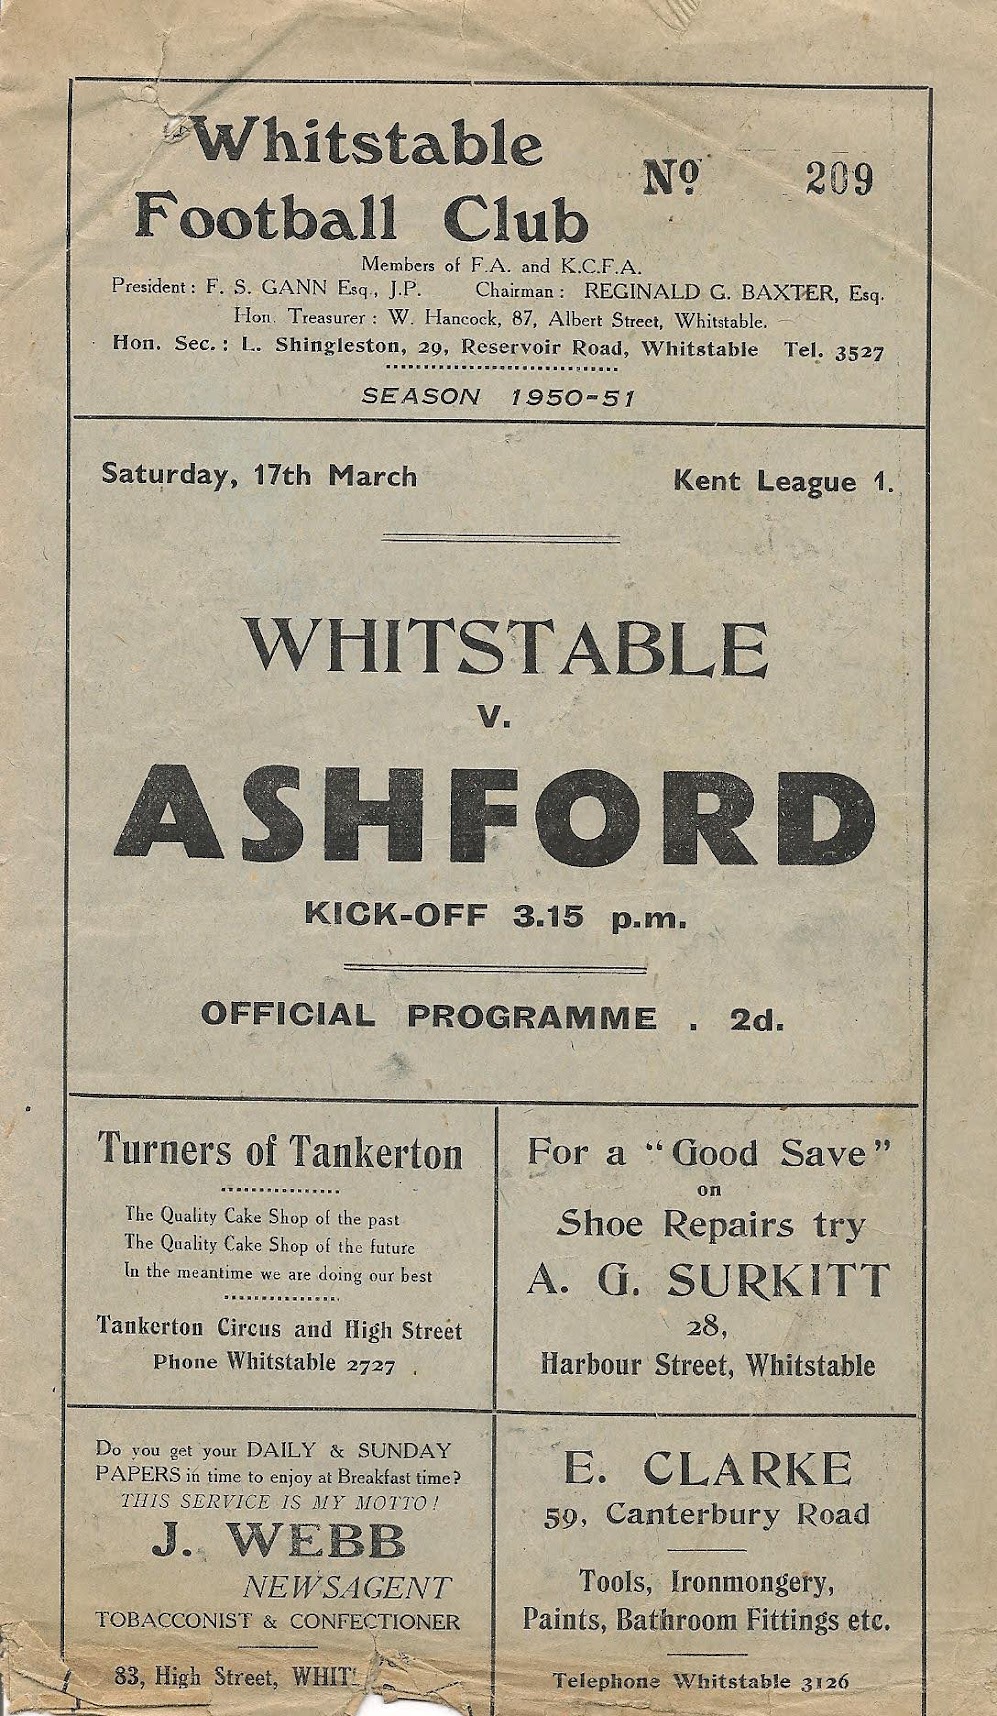 Whitstable
Football Club
Nº 209
Members of F.A. and K.C.F.A.
President: F. S. GANN Esq., J.P. Chairman: REGINALD G. BAXTER, Esq.
Hon. Treasurer: W. Hancock, 87, Albert Street, Whitstable.
Hon. Sec.: L. Shingleston, 29, Reservoir Road, Whitstable Tel. 3527
SEASON 1950-51
Saturday, 17th March Kent League 1.
WHITSTABLE
v.
ASHFORD
KICK-OFF 3.15 p.m.
OFFICIAL PROGRAMME . 2d.
Turners of Tankerton
The Quality Cake Shop of the past
The Quality Cake Shop of the future
In the meantime we are doing our best
Tankerton Circus and High Street
Phone Whitstable 2727
For a "Good Save"
on
Shoe Repairs try
A. G. SURKITT
28,
Harbour Street, Whitstable
Do you get your DAILY & SUNDAY
PAPERS in time to enjoy at Breakfast time?
THIS SERVICE IS MY MOTTO!
J. WEBB
NEWSAGENT
TOBACCONIST & CONFECTIONER
83, High Street,
E. CLARKE
59, Canterbury Road
Tools, Ironmongery,
Paints, Bathroom Fittings etc.
Telephone Whitstable 3126